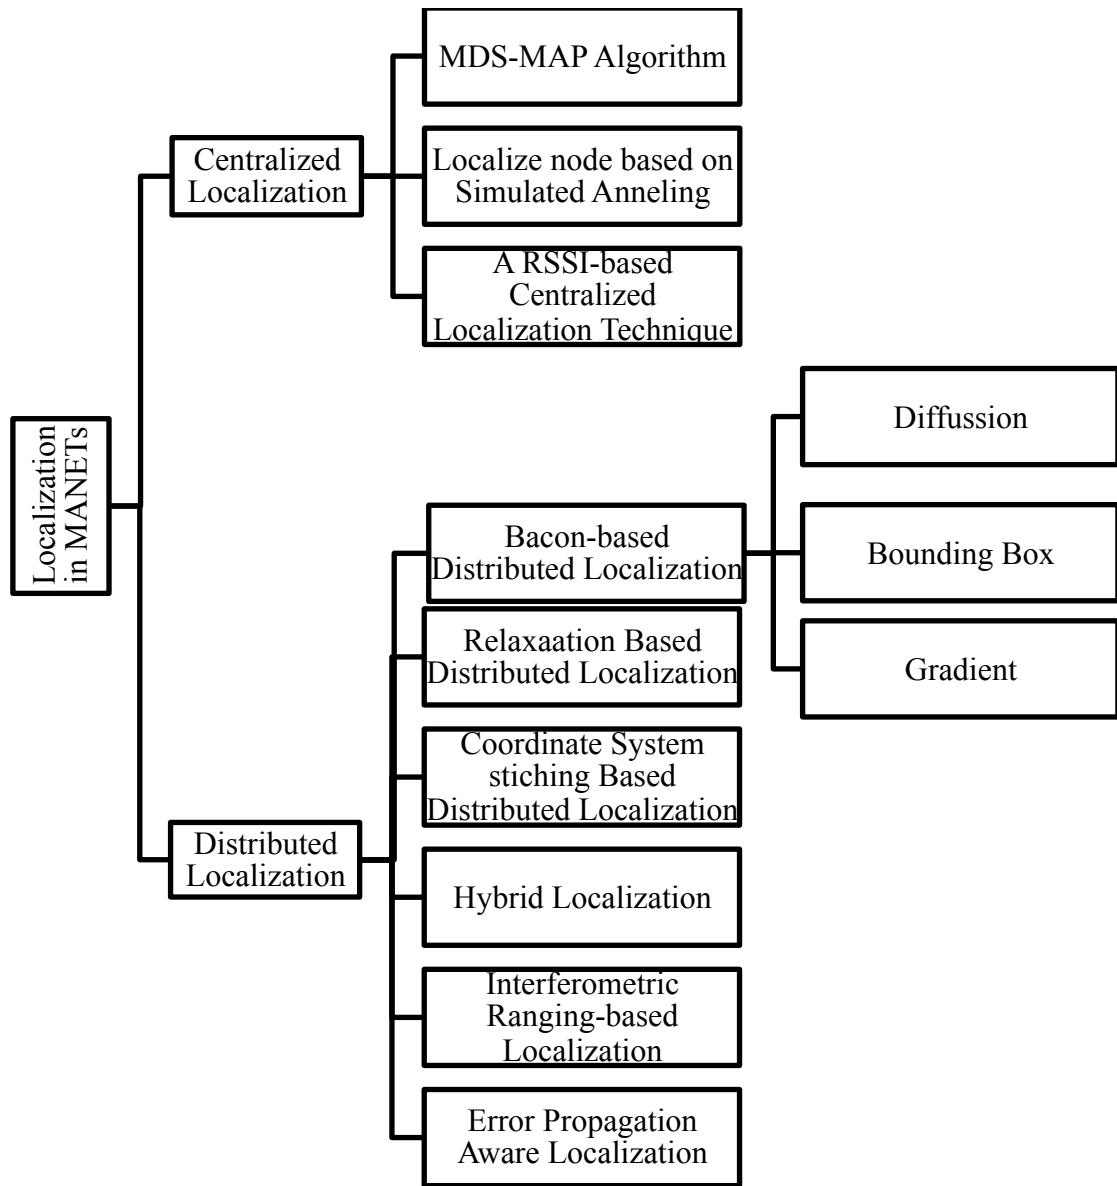 MDS-MAP Algorithm
Centralized
Localization
Localize node based on
Simulated Anneling
A RSSI-based
Centralized
Localization Technique
Localization
in MANETs
Diffussion
Bacon-based
Distributed Localization
Bounding Box
Relaxaation Based
Distributed Localization
Gradient
Coordinate System
stiching Based
Distributed Localization
Distributed
Localization
Hybrid Localization
Interferometric
Ranging-based
Localization
Error Propagation
Aware Localization